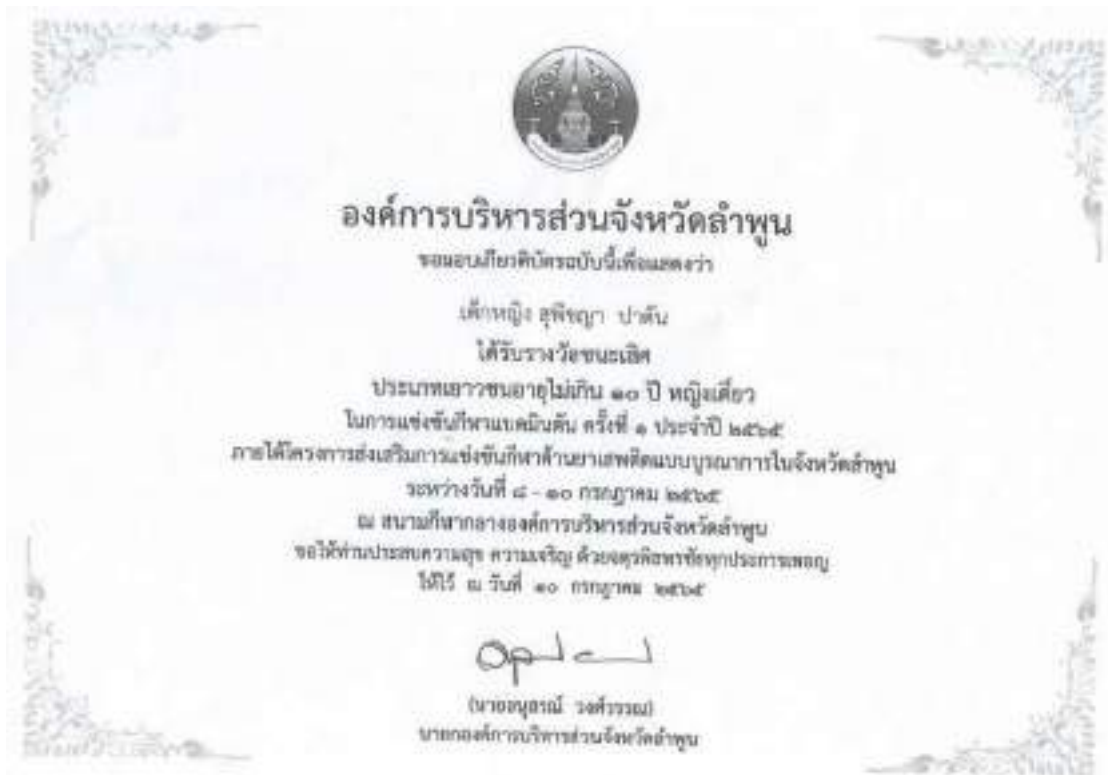 องค์การบริหารส่วนจังหวัดลำพูน
ขอมอบเกียรติบัตรฉบับนี้เพื่อแสดงว่า
เด็กหญิง สุพิชญา ปาตัน
ได้รับรางวัลชนะเลิศ
ประเภทเยาวชนอายุไม่เกิน ๑๐ ปี หญิงเดี่ยว
ในการแข่งขันกีฬาแบดมินตัน ครั้งที่ ๑ ประจำปี ๒๕๖๕
ภายใต้โครงการส่งเสริมการแข่งขันกีฬาต้านยาเสพติดแบบบูรณาการในจังหวัดลำพูน
ระหว่างวันที่ ๘ - ๑๐ กรกฎาคม ๒๕๖๕
ณ สนามกีฬากลางองค์การบริหารส่วนจังหวัดลำพูน
ขอให้ท่านประสบความสุข ความเจริญ ด้วยจตุรพิธพรชัยทุกประการเทอญ
ให้ไว้ ณ วันที่ ๑๐ กรกฎาคม ๒๕๖๕
(นายอนุสรณ์ วงศ์วรรณ)
นายกองค์การบริหารส่วนจังหวัดลำพูน